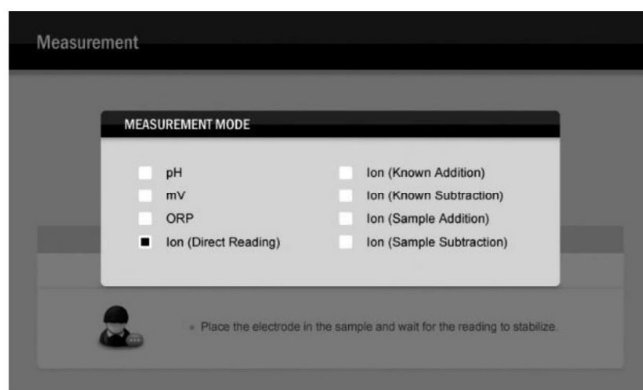 Measurement
MEASUREMENT MODE
pH
mV
ORP
Ion (Direct Reading)
Ion (Known Addition)
Ion (Known Subtraction)
Ion (Sample Addition)
Ion (Sample Subtraction)
Place the electrode in the sample and wait for the reading to stabilize.